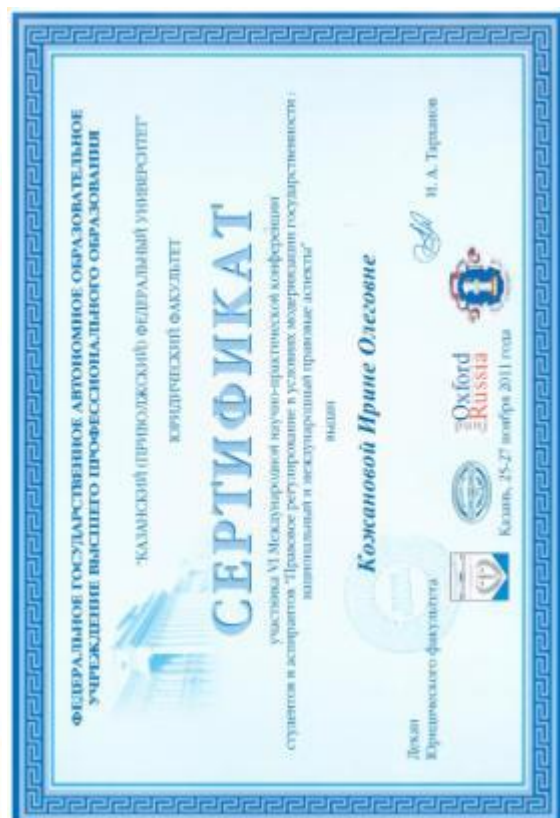 ФЕДЕРАЛЬНОЕ ГОСУДАРСТВЕННОЕ АВТОНОМНОЕ ОБРАЗОВАТЕЛЬНОЕ
УЧРЕЖДЕНИЕ ВЫСШЕГО ПРОФЕССИОНАЛЬНОГО ОБРАЗОВАНИЯ
"КАЗАНСКИЙ (ПРИВОЛЖСКИЙ) ФЕДЕРАЛЬНЫЙ УНИВЕРСИТЕТ"
ЮРИДИЧЕСКИЙ ФАКУЛЬТЕТ
СЕРТИФИКАТ
участника VI Международной научно-практической конференции
студентов и аспирантов "Правовое регулирование в условиях модернизации государственности:
национальный и международный правовые аспекты"
выдан
Кожановой Ирине Олеговне
Декан
Юридического факультета
И. А. Тарханов
The Oxford
Russia
Казань, 25-27 ноября 2011 года